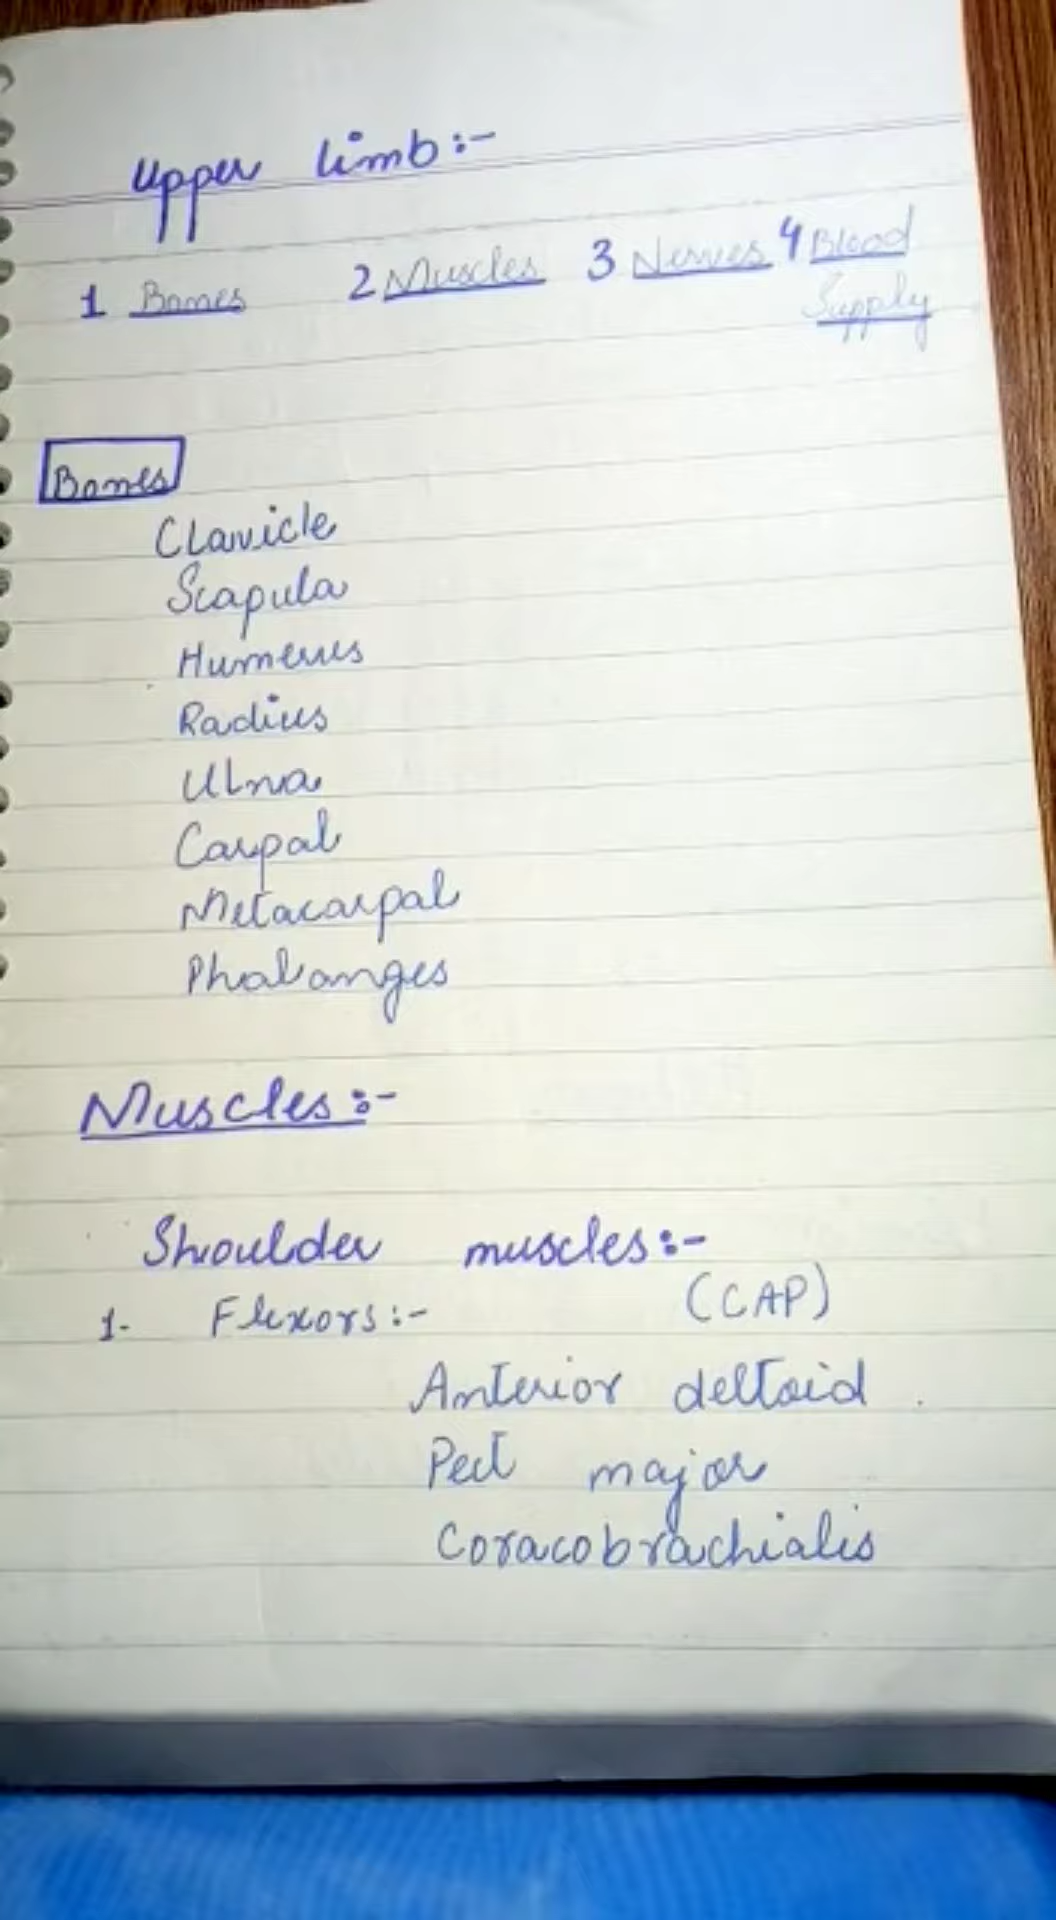 Upper limb:-
1 Bones 2 Muscles 3 Nerves 4 Blood
Supply
Bones
Clavicle
Scapula
Humerus
Radius
Ulna
Carpal
Metacarpal
Phalanges
Muscles:-
Shoulder muscles:-
1- Flexors:- (CAP)
Anterior deltoid
Pect major
Coracobrachialis